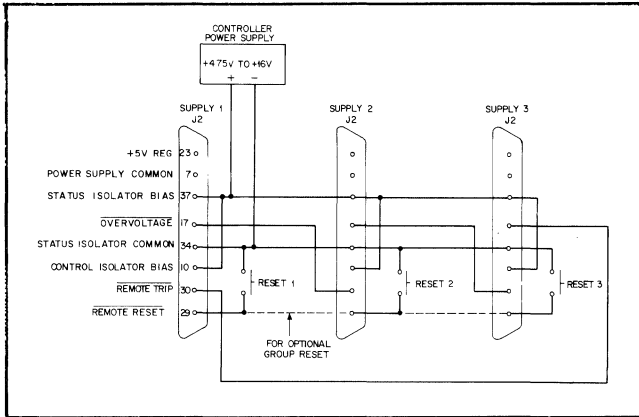 CONTROLLER
POWER SUPPLY
+4.75V TO +16V
+ -
SUPPLY 1
J2
SUPPLY 2
J2
SUPPLY 3
J2
+5V REG 23
POWER SUPPLY COMMON 7
STATUS ISOLATOR BIAS 37
OVERVOLTAGE 17
STATUS ISOLATOR COMMON 34
CONTROL ISOLATOR BIAS 10
REMOTE TRIP 30
REMOTE RESET 29
RESET 1
RESET 2
RESET 3
FOR OPTIONAL
GROUP RESET